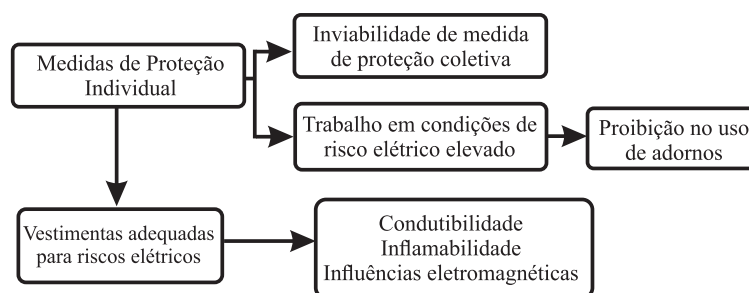 Medidas de Proteção
Individual
Inviabilidade de medida
de proteção coletiva
Trabalho em condições de
risco elétrico elevado
Proibição no uso
de adornos
Vestimentas adequadas
para riscos elétricos
Condutibilidade
Inflamabilidade
Influências eletromagnéticas